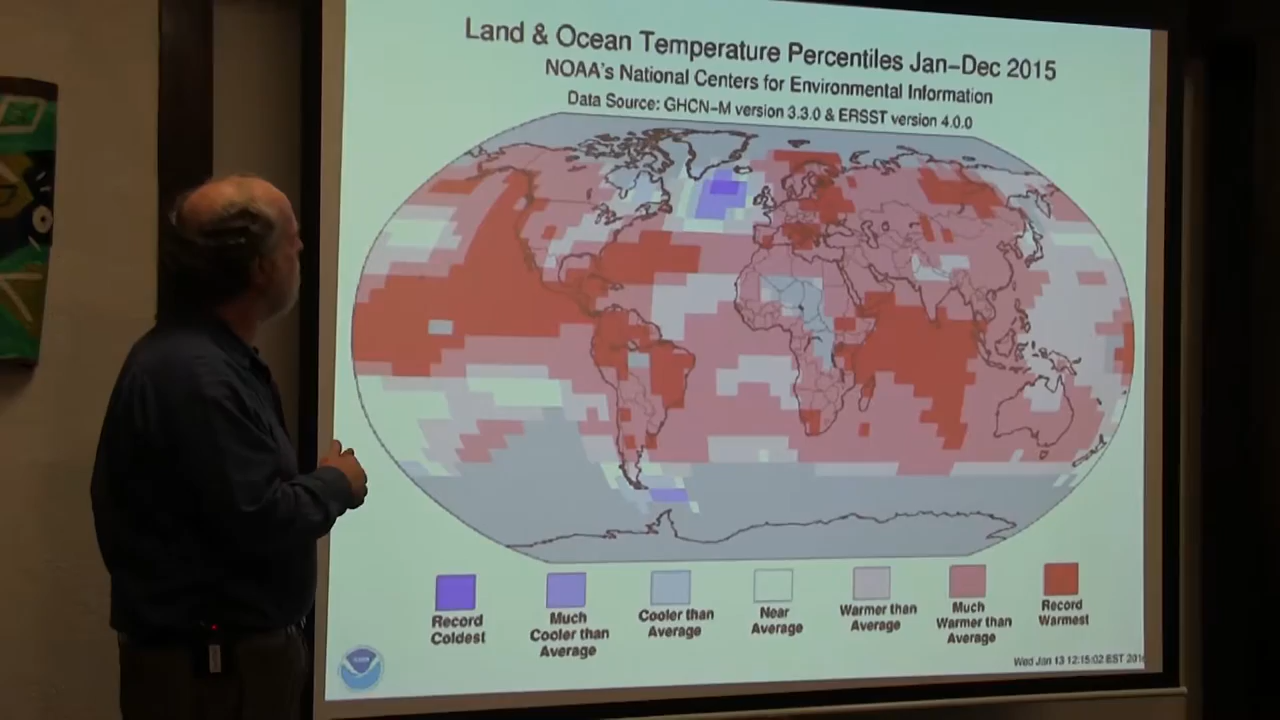 Land & Ocean Temperature Percentiles Jan–Dec 2015
NOAA's National Centers for Environmental Information
Data Source: GHCN–M version 3.3.0 & ERSST version 4.0.0
Record
Coldest
Much
Cooler than
Average
Cooler than
Average
Near
Average
Warmer than
Average
Much
Warmer than
Average
Record
Warmest
Wed Jan 13 12:15:02 EST 201